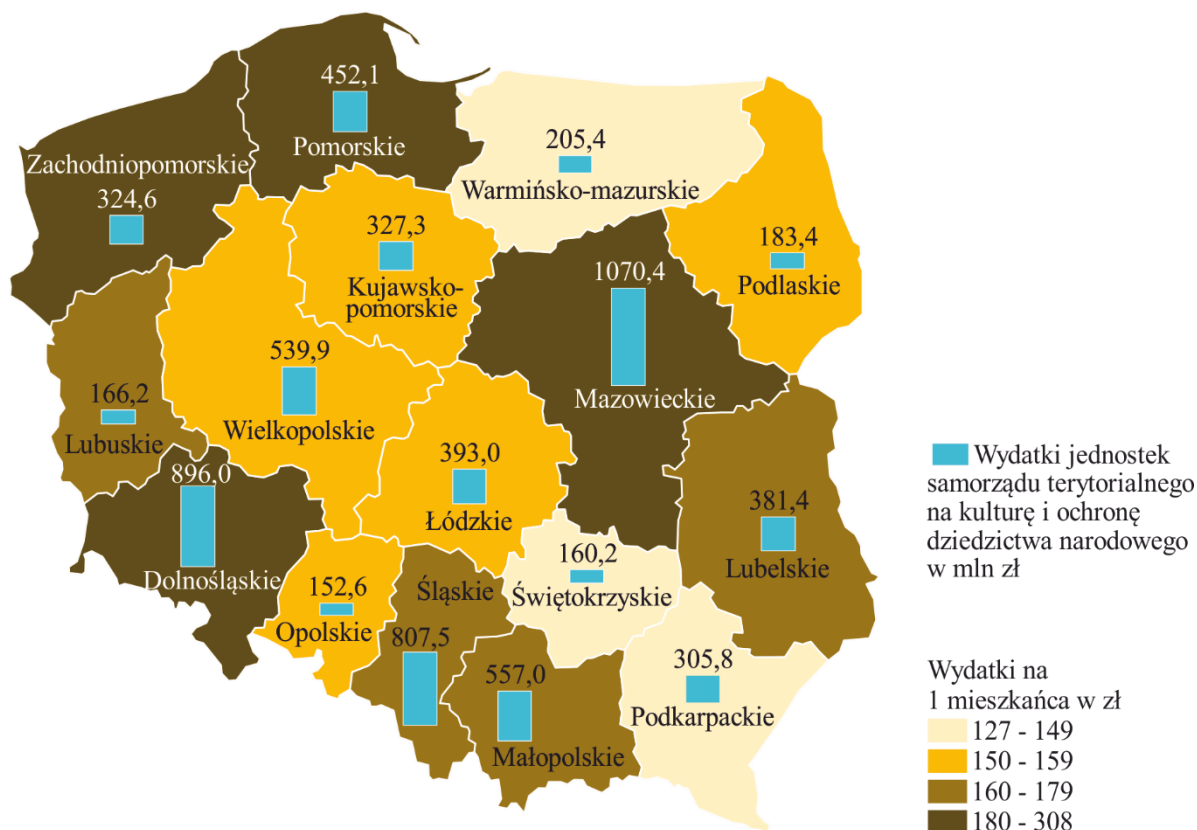 452,1
Pomorskie
Zachodniopomorskie
324,6
205,4
Warmińsko-mazurskie
327,3
Kujawsko-
pomorskie
183,4
Podlaskie
1070,4
Mazowieckie
539,9
Wielkopolskie
166,2
Lubuskie
896,0
Dolnośląskie
393,0
Łódzkie
381,4
Lubelskie
160,2
Świętokrzyskie
152,6
Opolskie
Śląskie
807,5
557,0
Małopolskie
305,8
Podkarpackie
Wydatki jednostek
samorządu terytorialnego
na kulturę i ochronę
dziedzictwa narodowego
w mln zł
Wydatki na
1 mieszkańca w zł
127 - 149
150 - 159
160 - 179
180 - 308